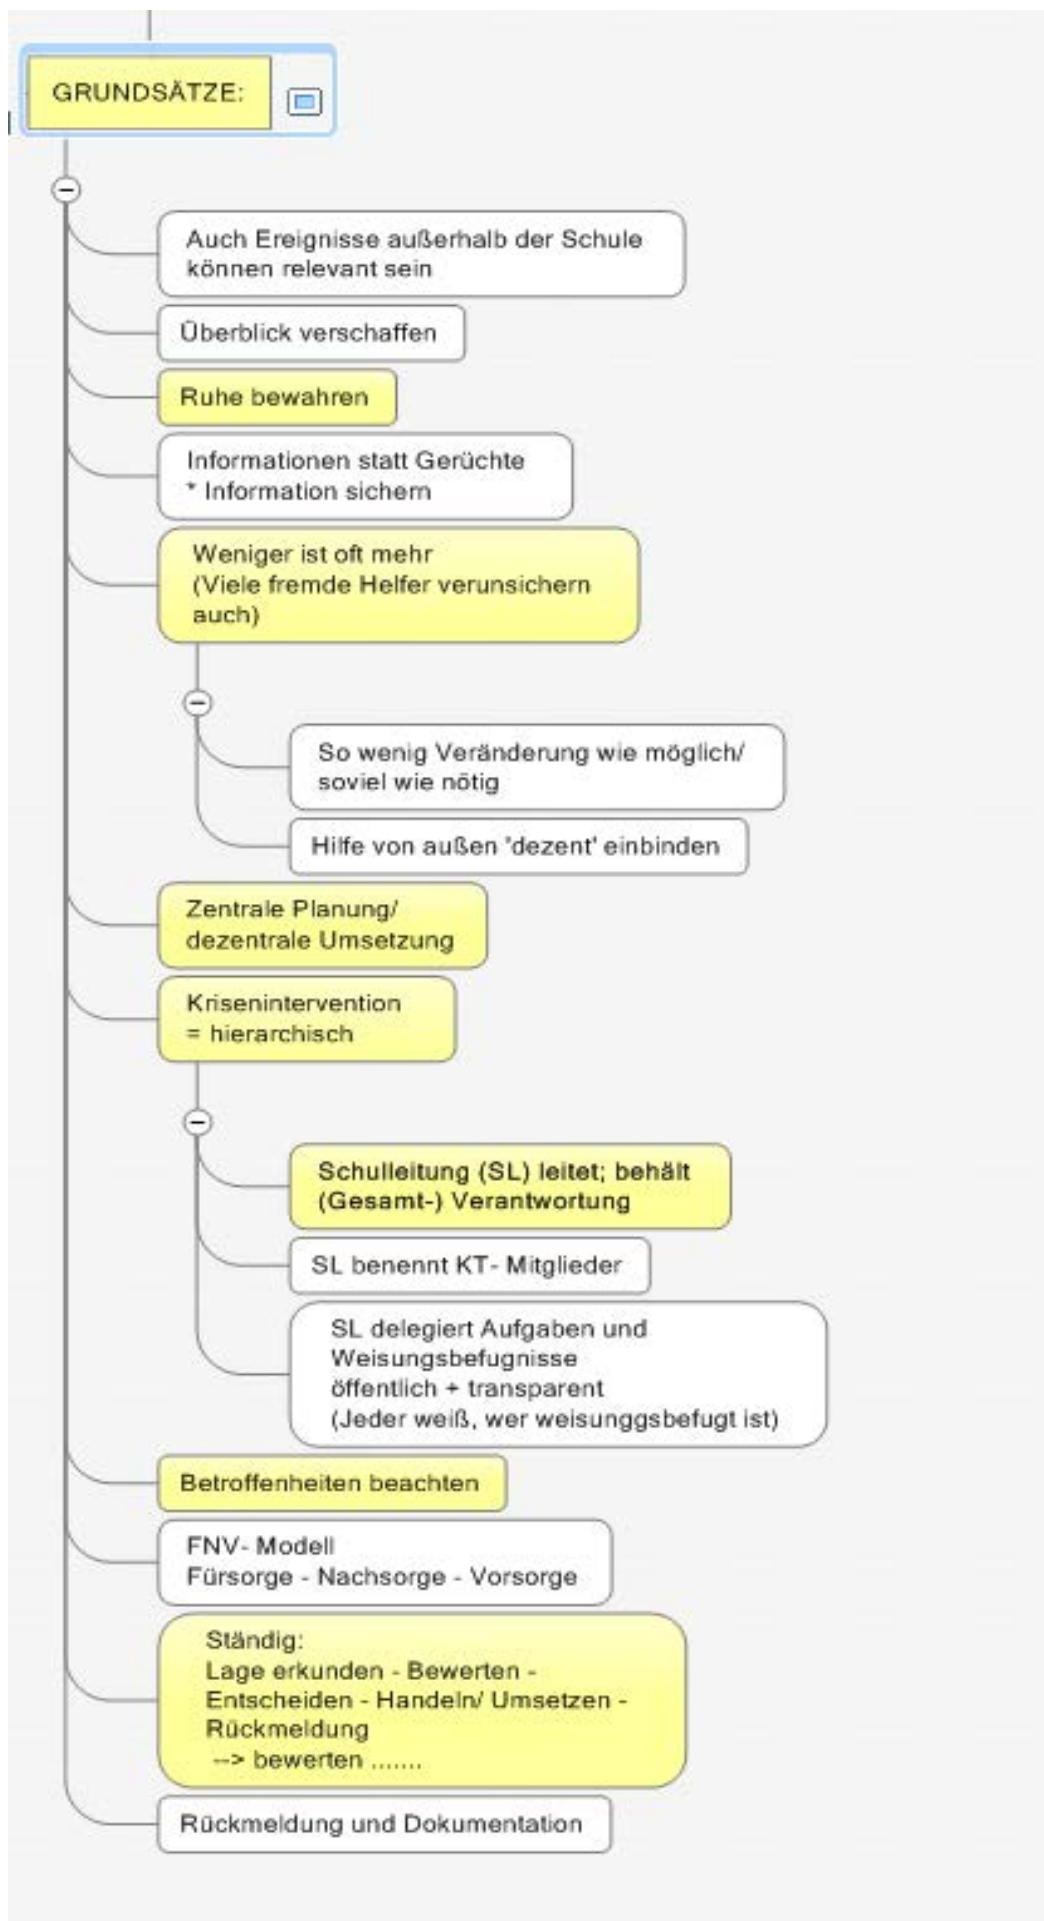 GRUNDSÄTZE:
Auch Ereignisse außerhalb der Schule
können relevant sein
Überblick verschaffen
Ruhe bewahren
Informationen statt Gerüchte
* Information sichern
Weniger ist oft mehr
(Viele fremde Helfer verunsichern
auch)
So wenig Veränderung wie möglich/
soviel wie nötig
Hilfe von außen 'dezent' einbinden
Zentrale Planung/
dezentrale Umsetzung
Krisenintervention
= hierarchisch
Schulleitung (SL) leitet; behält
(Gesamt-) Verantwortung
SL benennt KT- Mitglieder
SL delegiert Aufgaben und
Weisungsbefugnisse
öffentlich + transparent
(Jeder weiß, wer weisunggsbefugt ist)
Betroffenheiten beachten
FNV- Modell
Fürsorge - Nachsorge - Vorsorge
Ständig:
Lage erkunden - Bewerten -
Entscheiden - Handeln/ Umsetzen -
Rückmeldung
--> bewerten .......
Rückmeldung und Dokumentation